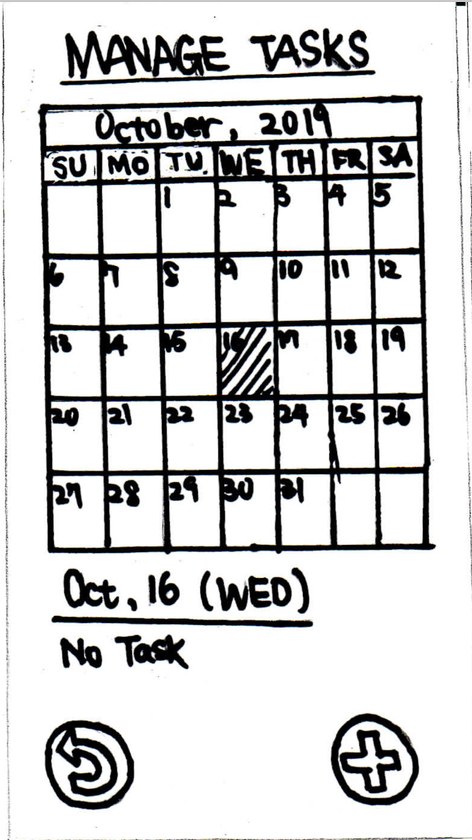 MANAGE TASKS
October, 2019
SU MO TU. WE TH FR SA
1 2 3 4 5
6 7 8 9 10 11 12
13 14 15 16 17 18 19
20 21 22 23 24 25 26
27 28 29 30 31
Oct, 16 (WED)
No Task